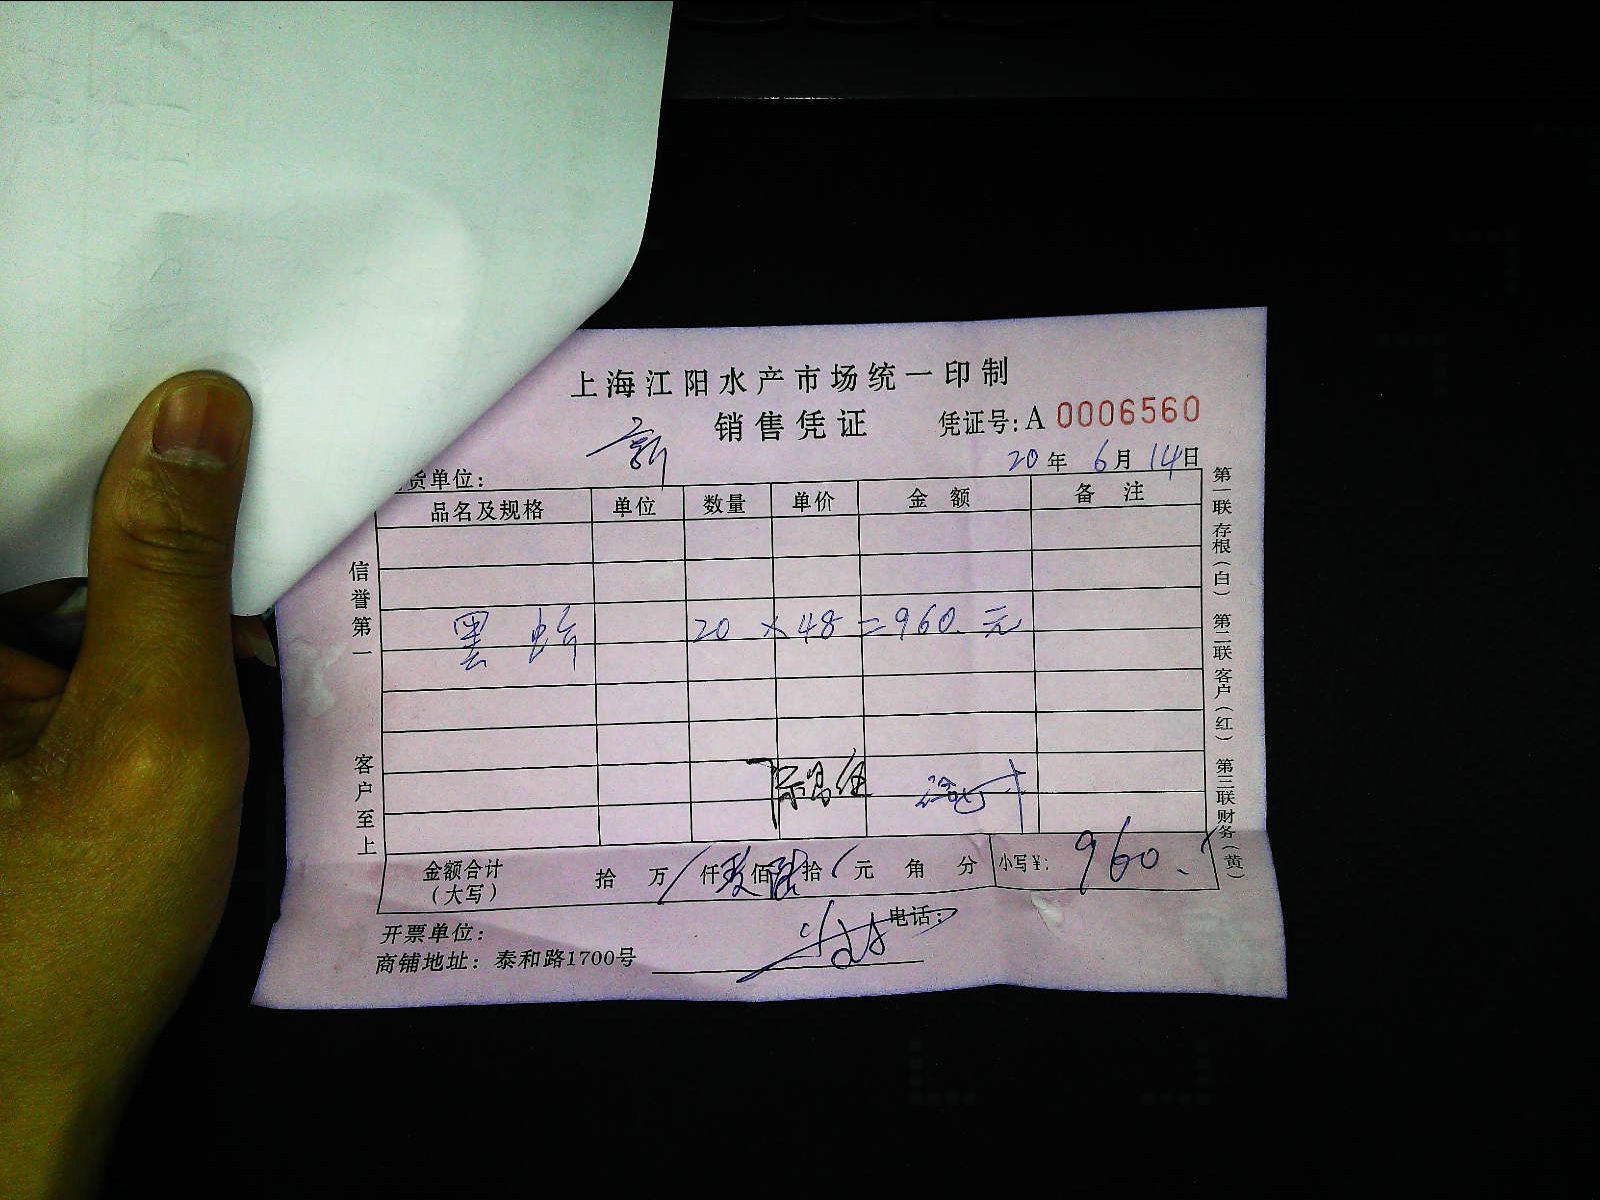 上海江阳水产市场统一印制
销售凭证 凭证号: A 0006560
20年 6月 14日
货单位:
品名及规格 单位 数量 单价 金额 备注
黑 20 × 48 = 960. 元
金额合计（大写） 拾 万 仟 玖 佰 陆 拾 元 角 分 小写¥: 960.
开票单位: 电话:
商铺地址: 泰和路1700号
信誉第一 客户至上
第一联存根（白） 第二联客户（红） 第三联财务（黄）